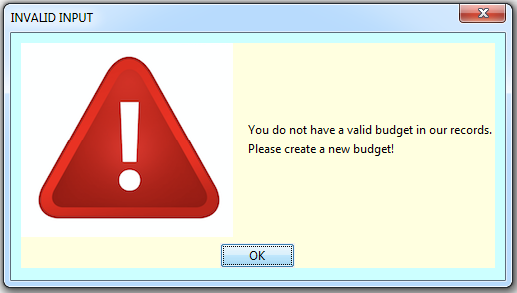 INVALID INPUT
You do not have a valid budget in our records.
Please create a new budget!
OK